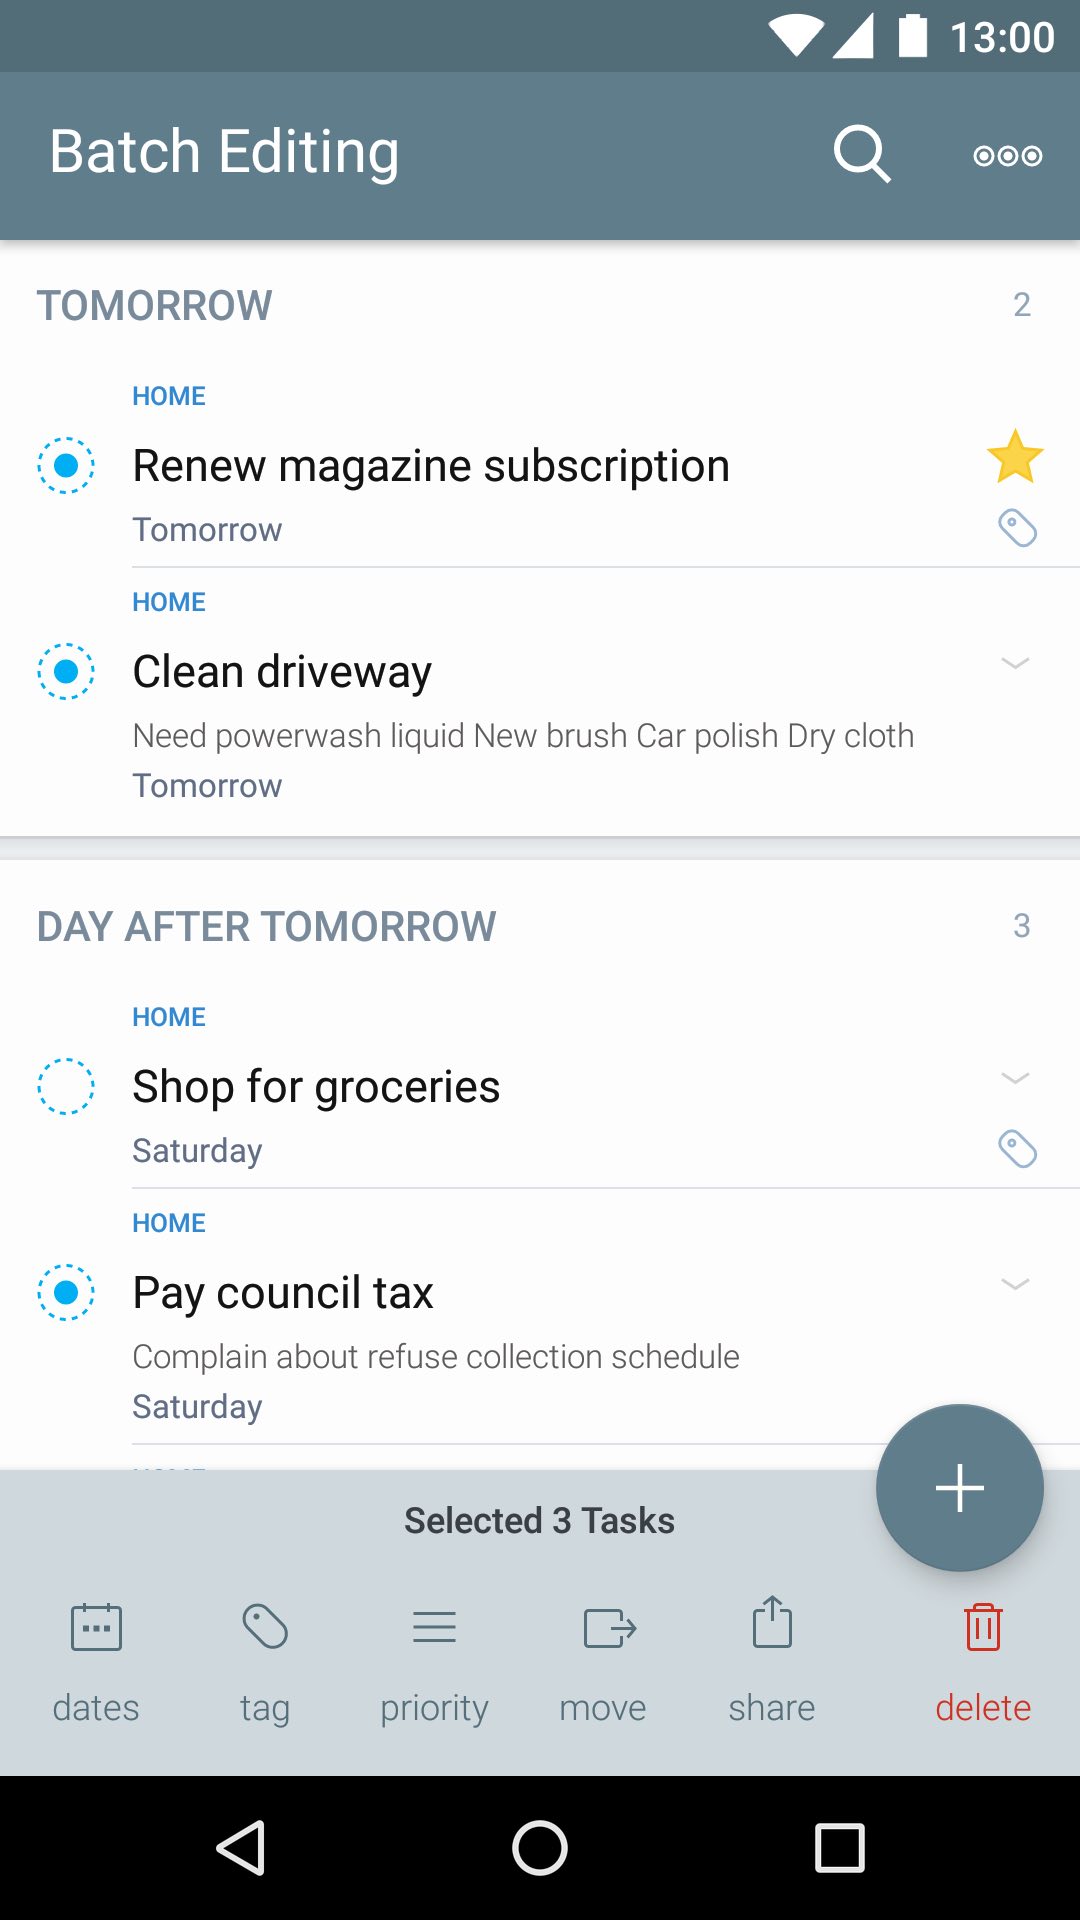 13:00
Batch Editing
TOMORROW 2
HOME
Renew magazine subscription
Tomorrow
HOME
Clean driveway
Need powerwash liquid New brush Car polish Dry cloth
Tomorrow
DAY AFTER TOMORROW 3
HOME
Shop for groceries
Saturday
HOME
Pay council tax
Complain about refuse collection schedule
Saturday
Selected 3 Tasks
dates tag priority move share delete